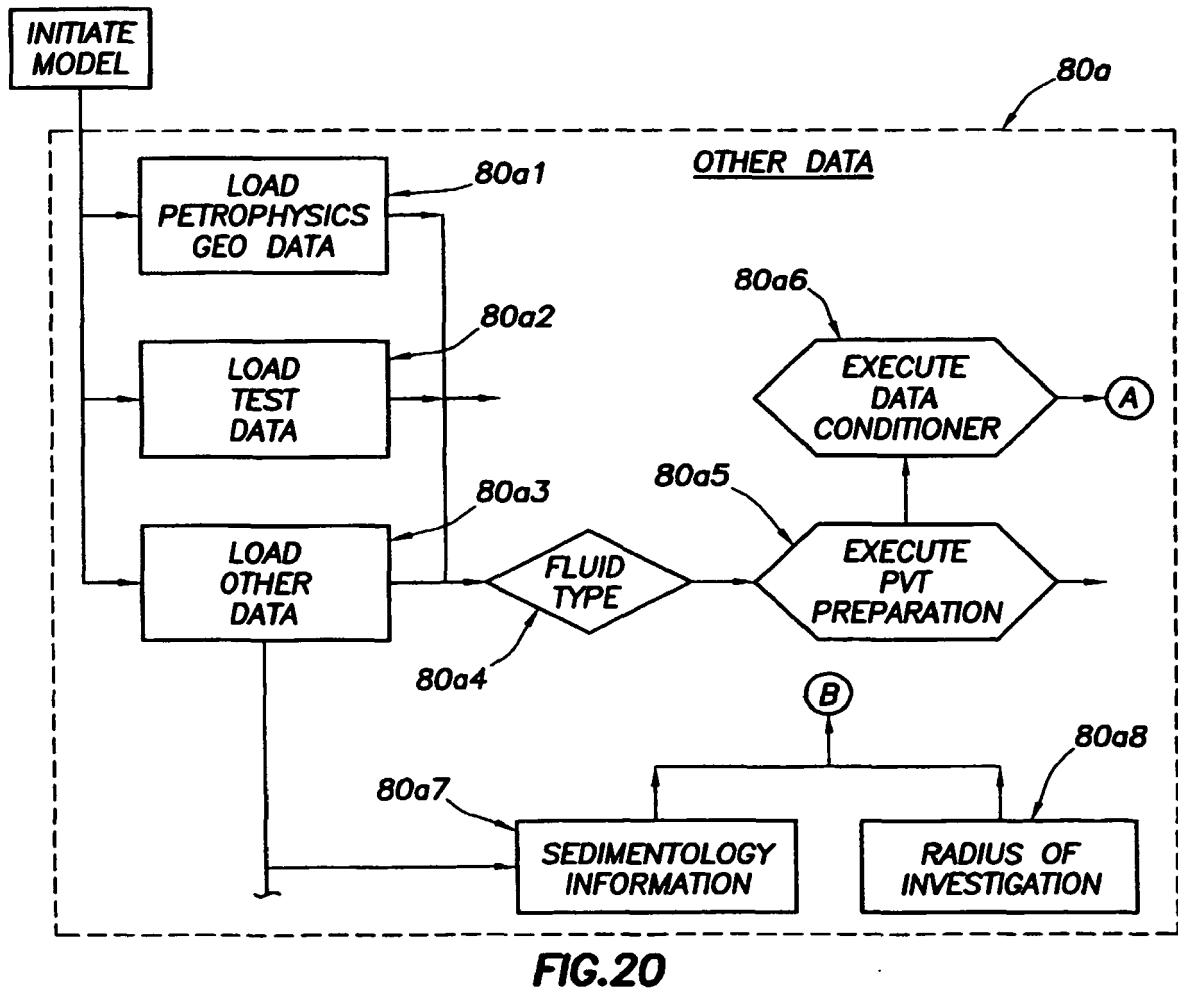 INITIATE
MODEL
80a
OTHER DATA
LOAD
PETROPHYSICS
GEO DATA
80a1
LOAD
TEST
DATA
80a2
LOAD
OTHER
DATA
80a3
FLUID
TYPE
80a4
EXECUTE
PVT
PREPARATION
80a5
EXECUTE
DATA
CONDITIONER
80a6
A
B
SEDIMENTOLOGY
INFORMATION
80a7
RADIUS OF
INVESTIGATION
80a8
FIG.20